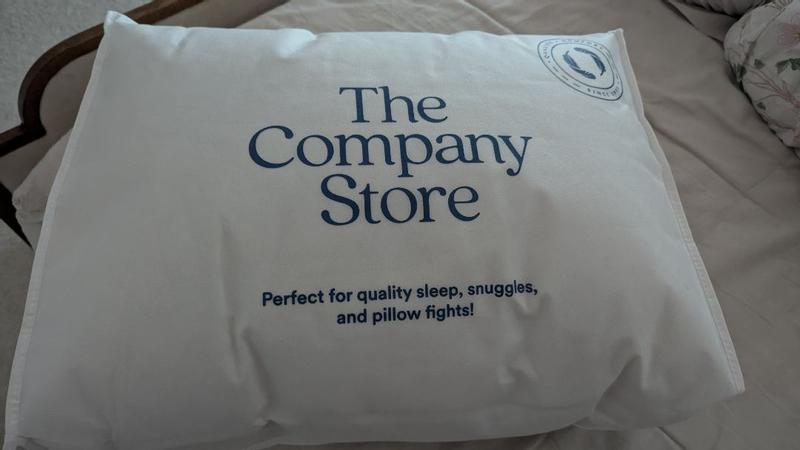 The
Company
Store
Perfect for quality sleep, snuggles,
and pillow fights!